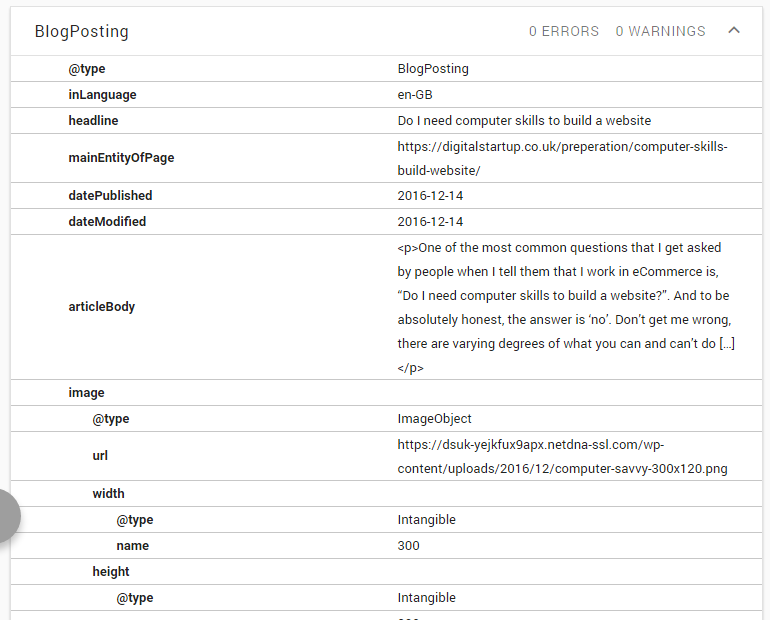 BlogPosting 0 ERRORS 0 WARNINGS
@type BlogPosting
inLanguage en-GB
headline Do I need computer skills to build a website
mainEntityOfPage https://digitalstartup.co.uk/preperation/computer-skills-
build-website/
datePublished 2016-12-14
dateModified 2016-12-14
articleBody <p>One of the most common questions that I get asked
by people when I tell them that I work in eCommerce is,
“Do I need computer skills to build a website?”. And to be
absolutely honest, the answer is ‘no’. Don’t get me wrong,
there are varying degrees of what you can and can’t do […]
</p>
image
@type ImageObject
url https://dsuk-yejkfux9apx.netdna-ssl.com/wp-
content/uploads/2016/12/computer-savvy-300x120.png
width
@type Intangible
name 300
height
@type Intangible